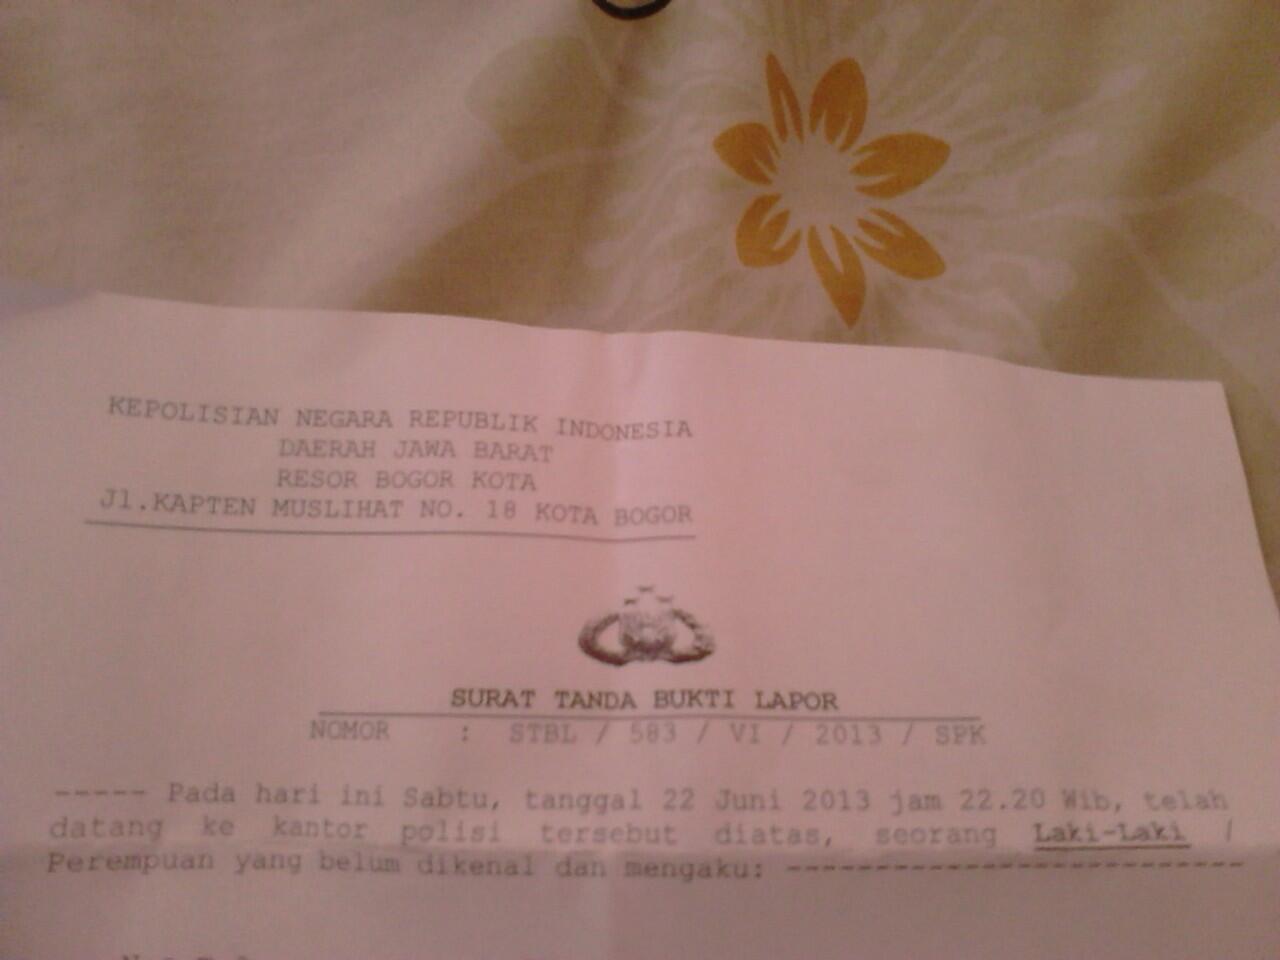 KEPOLISIAN NEGARA REPUBLIK INDONESIA
DAERAH JAWA BARAT
RESOR BOGOR KOTA
Jl.KAPTEN MUSLIHAT NO. 18 KOTA BOGOR
SURAT TANDA BUKTI LAPOR
NOMOR : STBL / 583 / VI / 2013 / SPK
----- Pada hari ini Sabtu, tanggal 22 Juni 2013 jam 22.20 Wib, telah
datang ke kantor polisi tersebut diatas, seorang Laki-Laki /
Perempuan yang belum dikenal dan mengaku: --------------------------